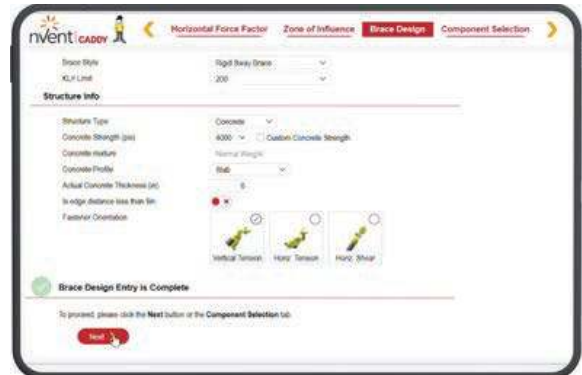 nVent CADDY
Horizontal Force Factor Zone of Influence Brace Design Component Selection
Brace Style Rigid Sway Brace
KL/r Limit 200
Structure Info
Structure Type Concrete
Concrete Strength (psi) 4000 Custom Concrete Strength
Concrete mixture Normal Weight
Concrete Profile Slab
Actual Concrete Thickness (in) 6
Is edge distance less than 5in
Fastener Orientation
Vertical Tension Horiz. Tension Horiz. Shear
Brace Design Entry is Complete
To proceed, please click the Next button or the Component Selection tab.
Next